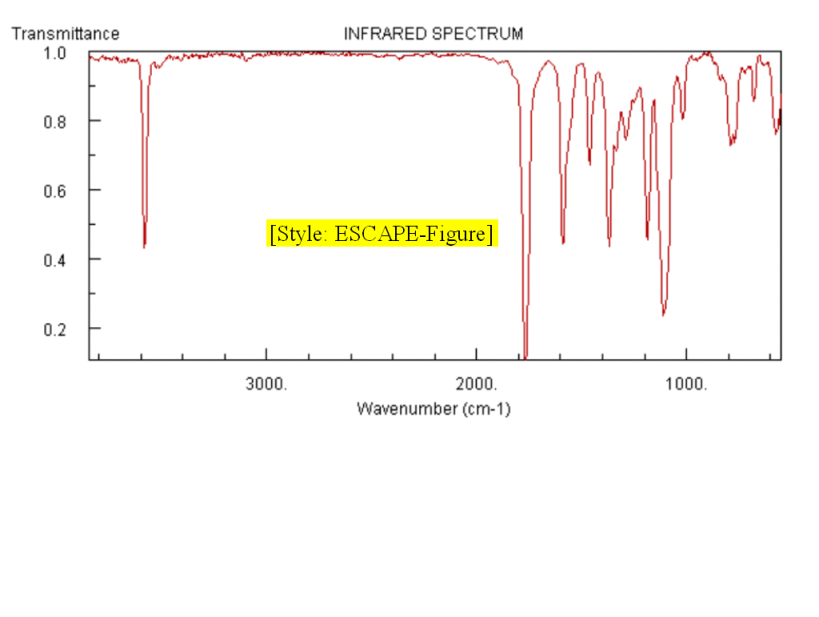 Transmittance
INFRARED SPECTRUM
1.0
0.8
0.6
[Style: ESCAPE-Figure]
0.4
0.2
3000. 2000. 1000.
Wavenumber (cm-1)